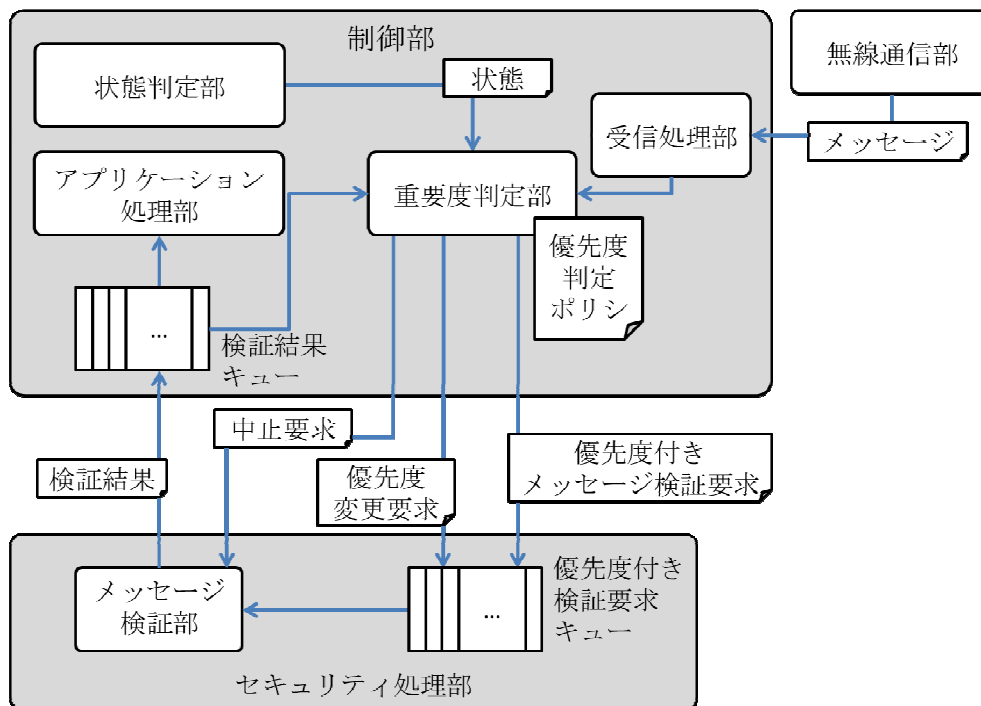 制御部
状態判定部
状態
無線通信部
受信処理部
メッセージ
アプリケーション
処理部
重要度判定部
優先度
判定
ポリシ
...
検証結果
キュー
中止要求
検証結果
優先度
変更要求
優先度付き
メッセージ検証要求
メッセージ
検証部
...
優先度付き
検証要求
キュー
セキュリティ処理部